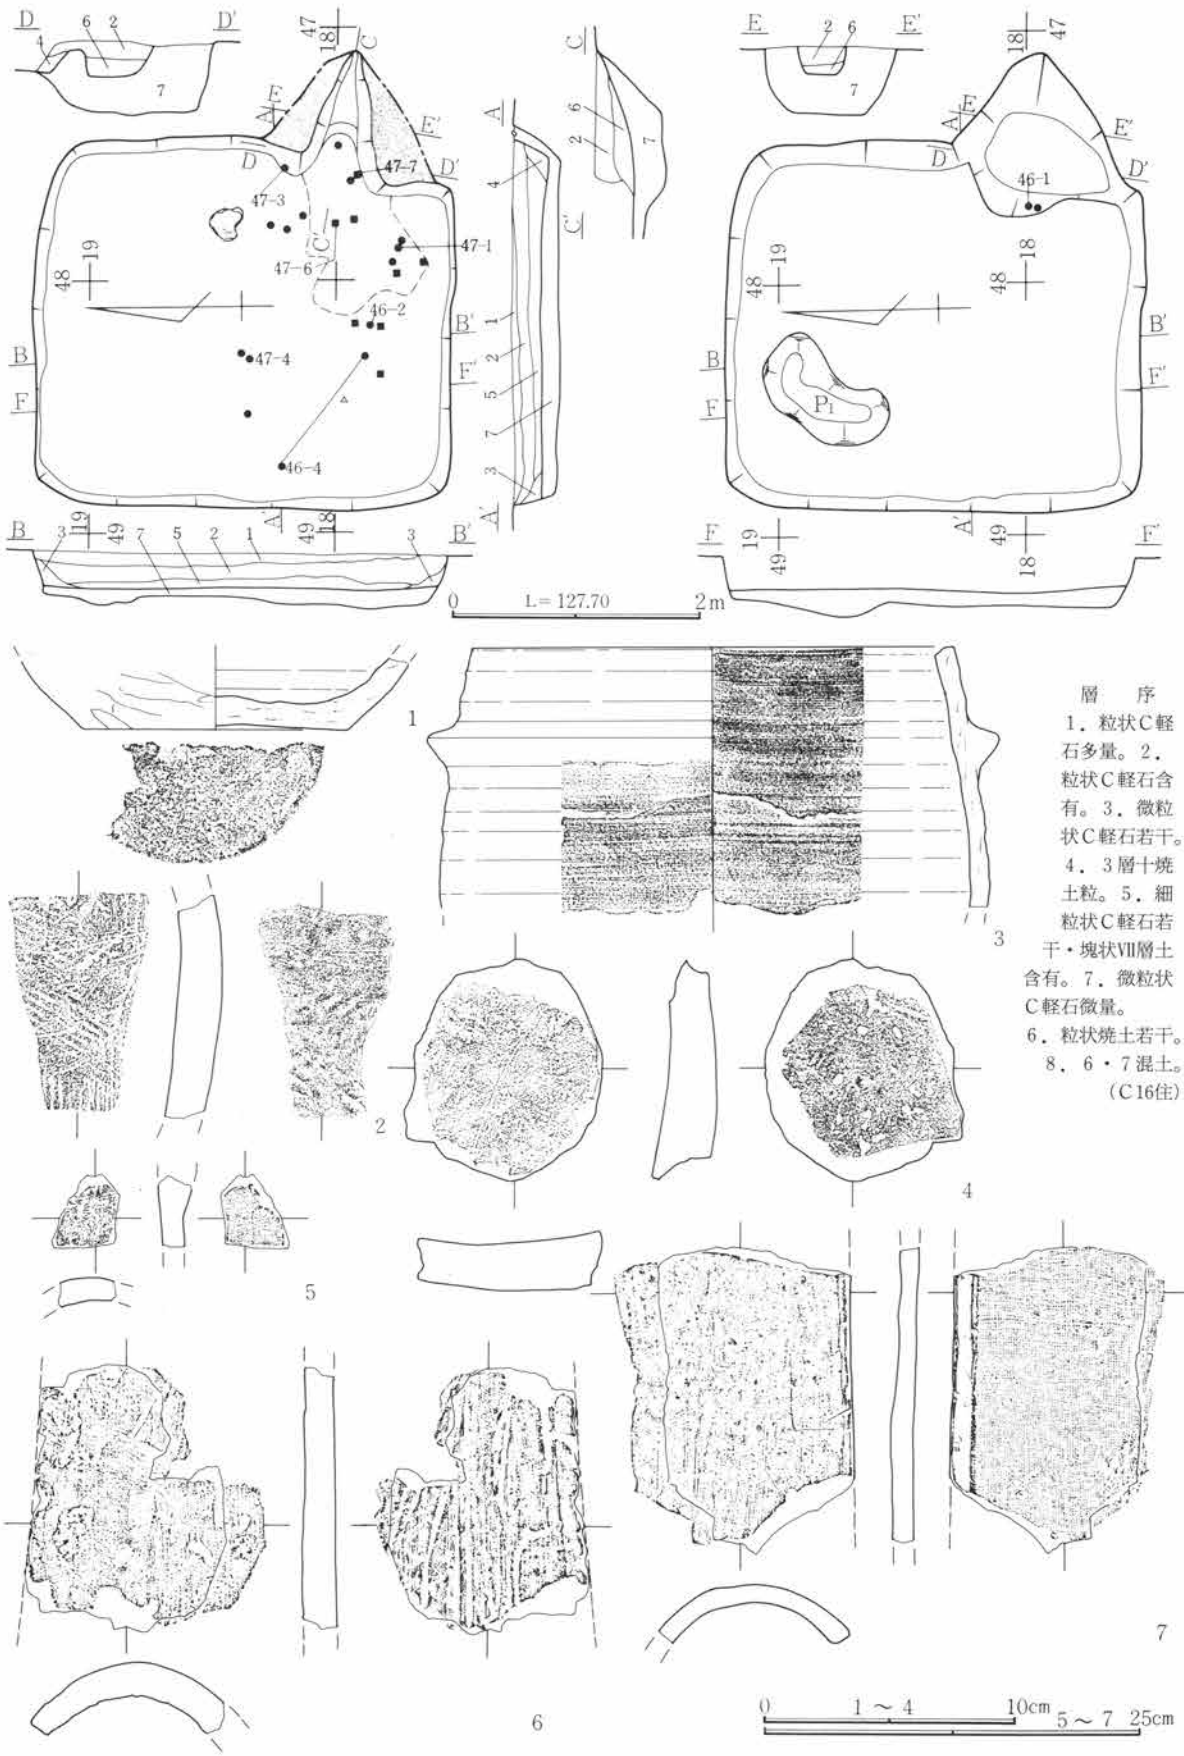 D 6 2 D'
4
7
47
18
C
E
A
E'
D
D'
47-7
47-3
C'
47-1
19
48
47-6
46-2
B'
47-4
B
F'
F
46-4
A'
19
49
49
18
B 3 7 5 2 1 3 B'
C
6
2
7
C'
A
4
1
2
5
7
3
A'
E 2 6 E'
7
18
47
A
E
E'
D
D'
46-1
19
48
18
48
B'
B
F'
F
P1
A'
F 19
49
49
18
F'
0 L=127.70 2m
1
3
層 序
1．粒状C軽
石多量。2．
粒状C軽石含
有。3．微粒
状C軽石若干。
4．3層十焼
土粒。5．細
粒状C軽石若
干・塊状VII層土
含有。7．微粒状
C軽石微量。
6．粒状焼土若干。
8．6・7混土。
(C16住)
2
4
5
7
6
0 1～4 10cm
5～7 25cm